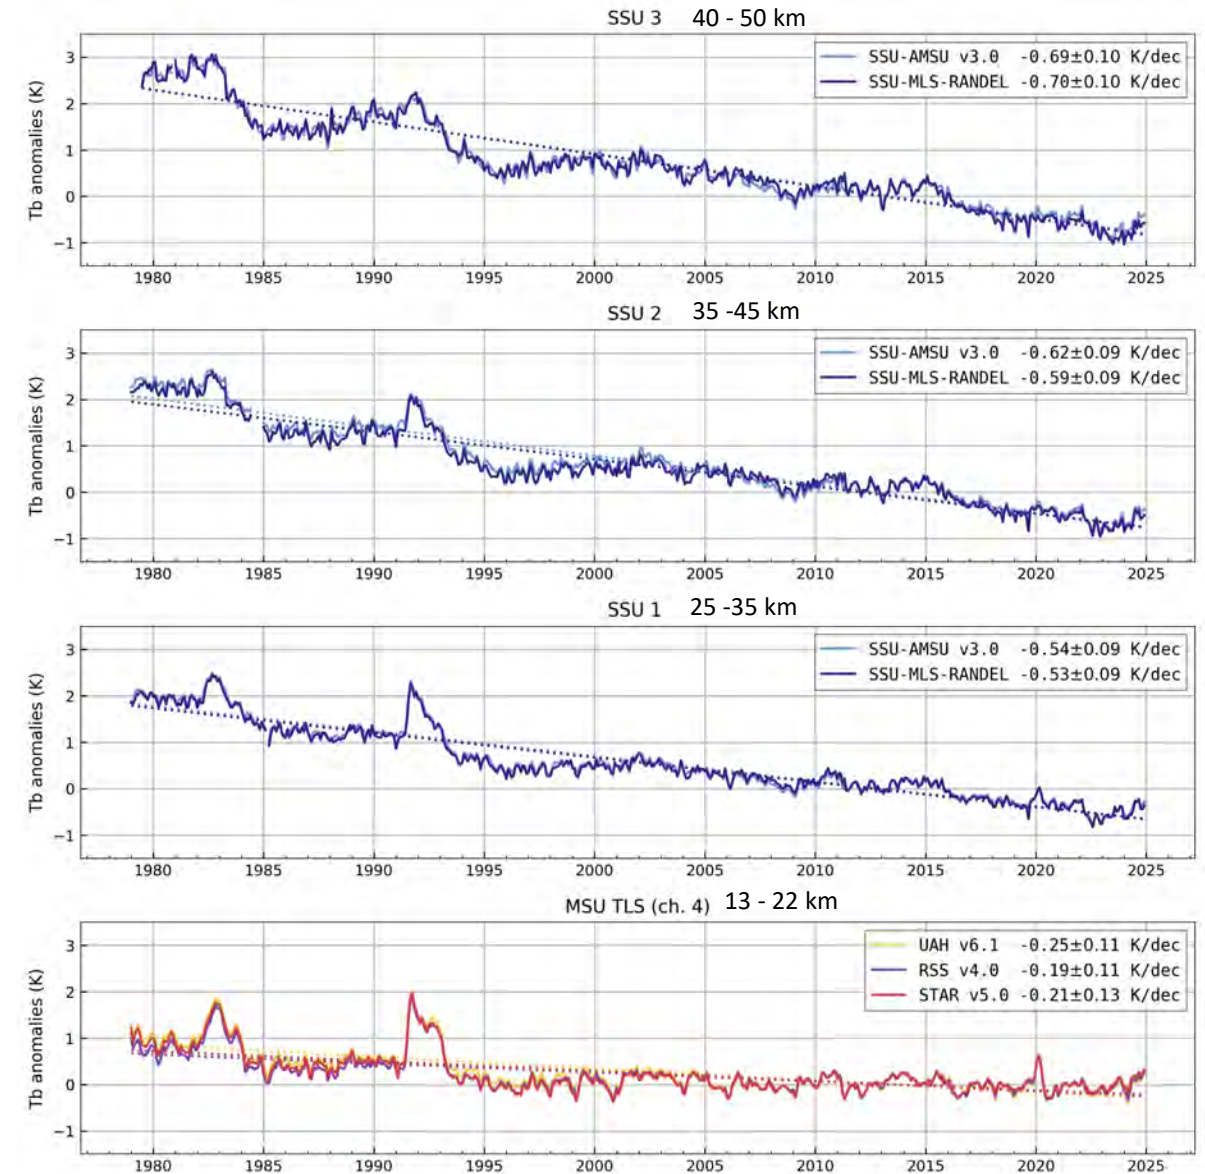 SSU 3 40 - 50 km
Tb anomalies (K)
3
2
1
0
−1
SSU-AMSU v3.0 -0.69±0.10 K/dec
SSU-MLS-RANDEL -0.70±0.10 K/dec
1980 1985 1990 1995 2000 2005 2010 2015 2020 2025
SSU 2 35 -45 km
Tb anomalies (K)
3
2
1
0
−1
SSU-AMSU v3.0 -0.62±0.09 K/dec
SSU-MLS-RANDEL -0.59±0.09 K/dec
1980 1985 1990 1995 2000 2005 2010 2015 2020 2025
SSU 1 25 -35 km
Tb anomalies (K)
3
2
1
0
−1
SSU-AMSU v3.0 -0.54±0.09 K/dec
SSU-MLS-RANDEL -0.53±0.09 K/dec
1980 1985 1990 1995 2000 2005 2010 2015 2020 2025
MSU TLS (ch. 4) 13 - 22 km
Tb anomalies (K)
3
2
1
0
−1
UAH v6.1 -0.25±0.11 K/dec
RSS v4.0 -0.19±0.11 K/dec
STAR v5.0 -0.21±0.13 K/dec
1980 1985 1990 1995 2000 2005 2010 2015 2020 2025